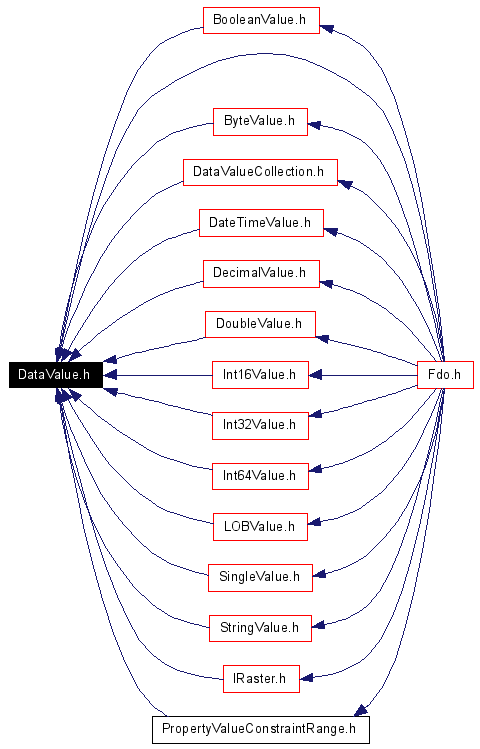 BooleanValue.h
ByteValue.h
DataValueCollection.h
DateTimeValue.h
DecimalValue.h
DoubleValue.h
DataValue.h
Int16Value.h
Fdo.h
Int32Value.h
Int64Value.h
LOBValue.h
SingleValue.h
StringValue.h
IRaster.h
PropertyValueConstraintRange.h